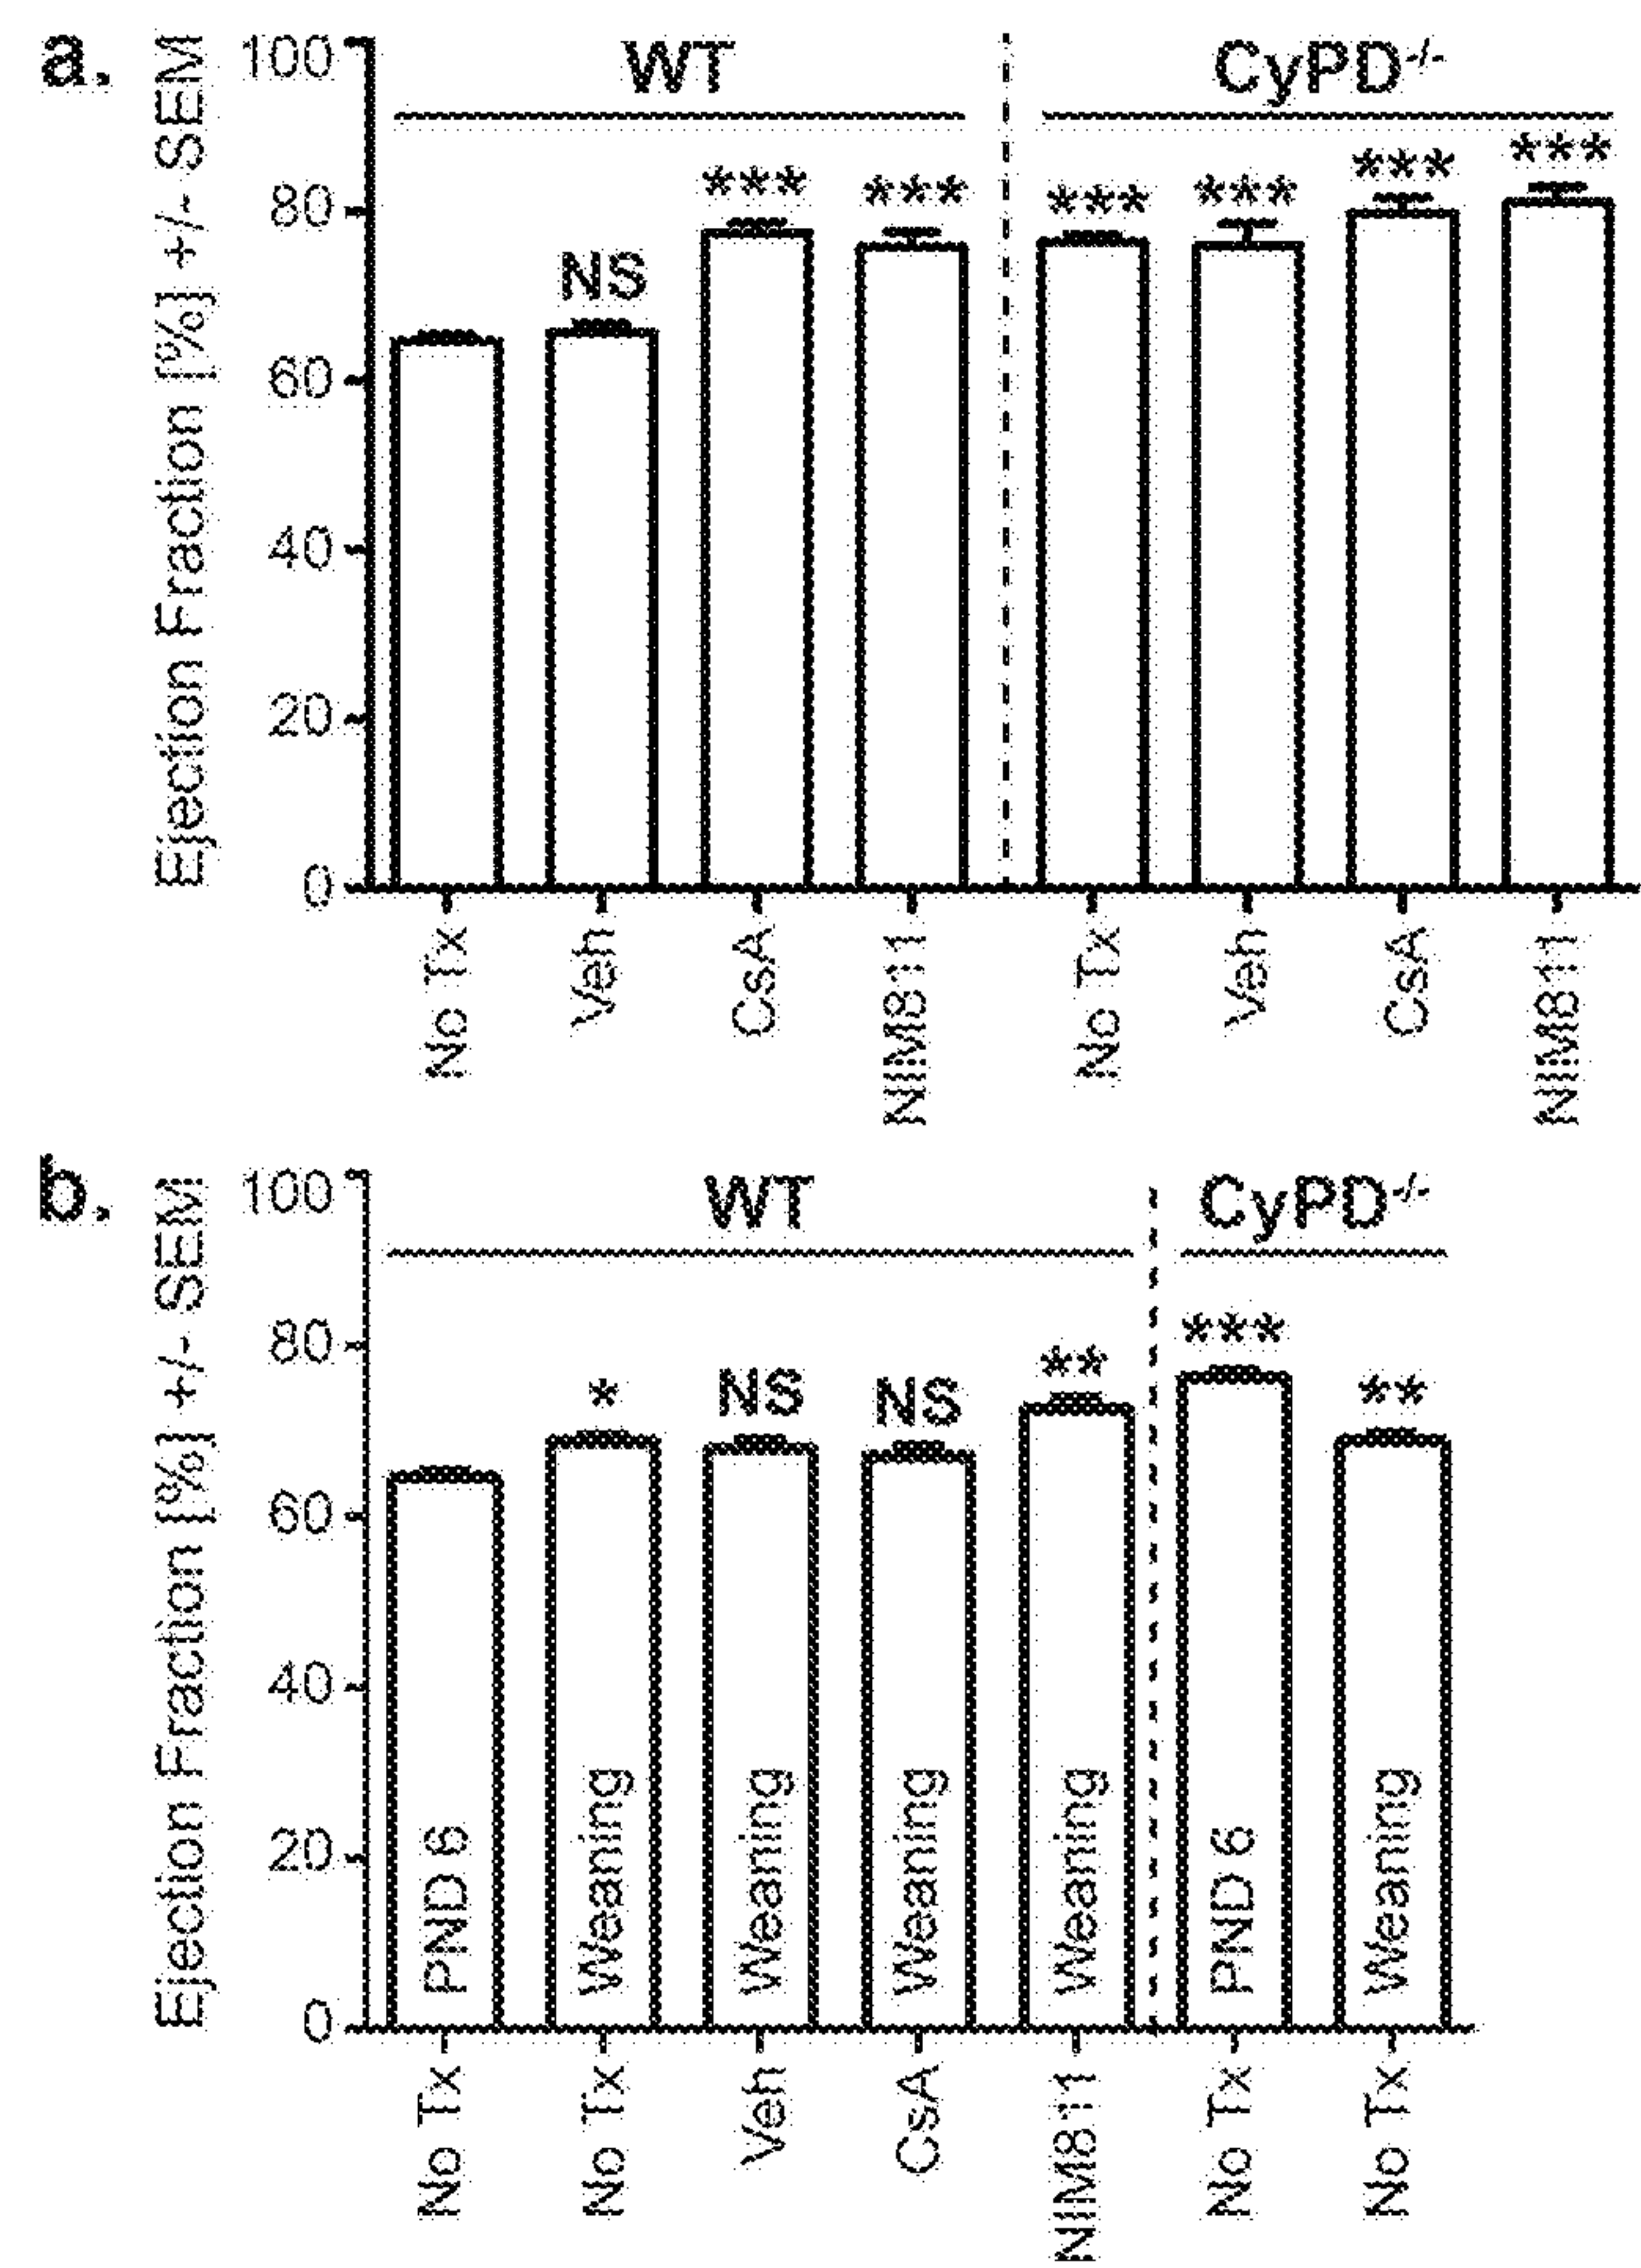 a.
Ejection Fraction [%] +/- SEM
100
80
60
40
20
0
WT
CyPD-/-
NS
***
***
***
***
***
***
No Tx
Veh
CsA
NIM811
No Tx
Veh
CsA
NIM811
b.
Ejection Fraction [%] +/- SEM
100
80
60
40
20
0
WT
CyPD-/-
*
NS
NS
**
***
**
PND 6
Weaning
Weaning
Weaning
Weaning
PND 6
Weaning
No Tx
No Tx
Veh
CsA
NIM811
No Tx
No Tx